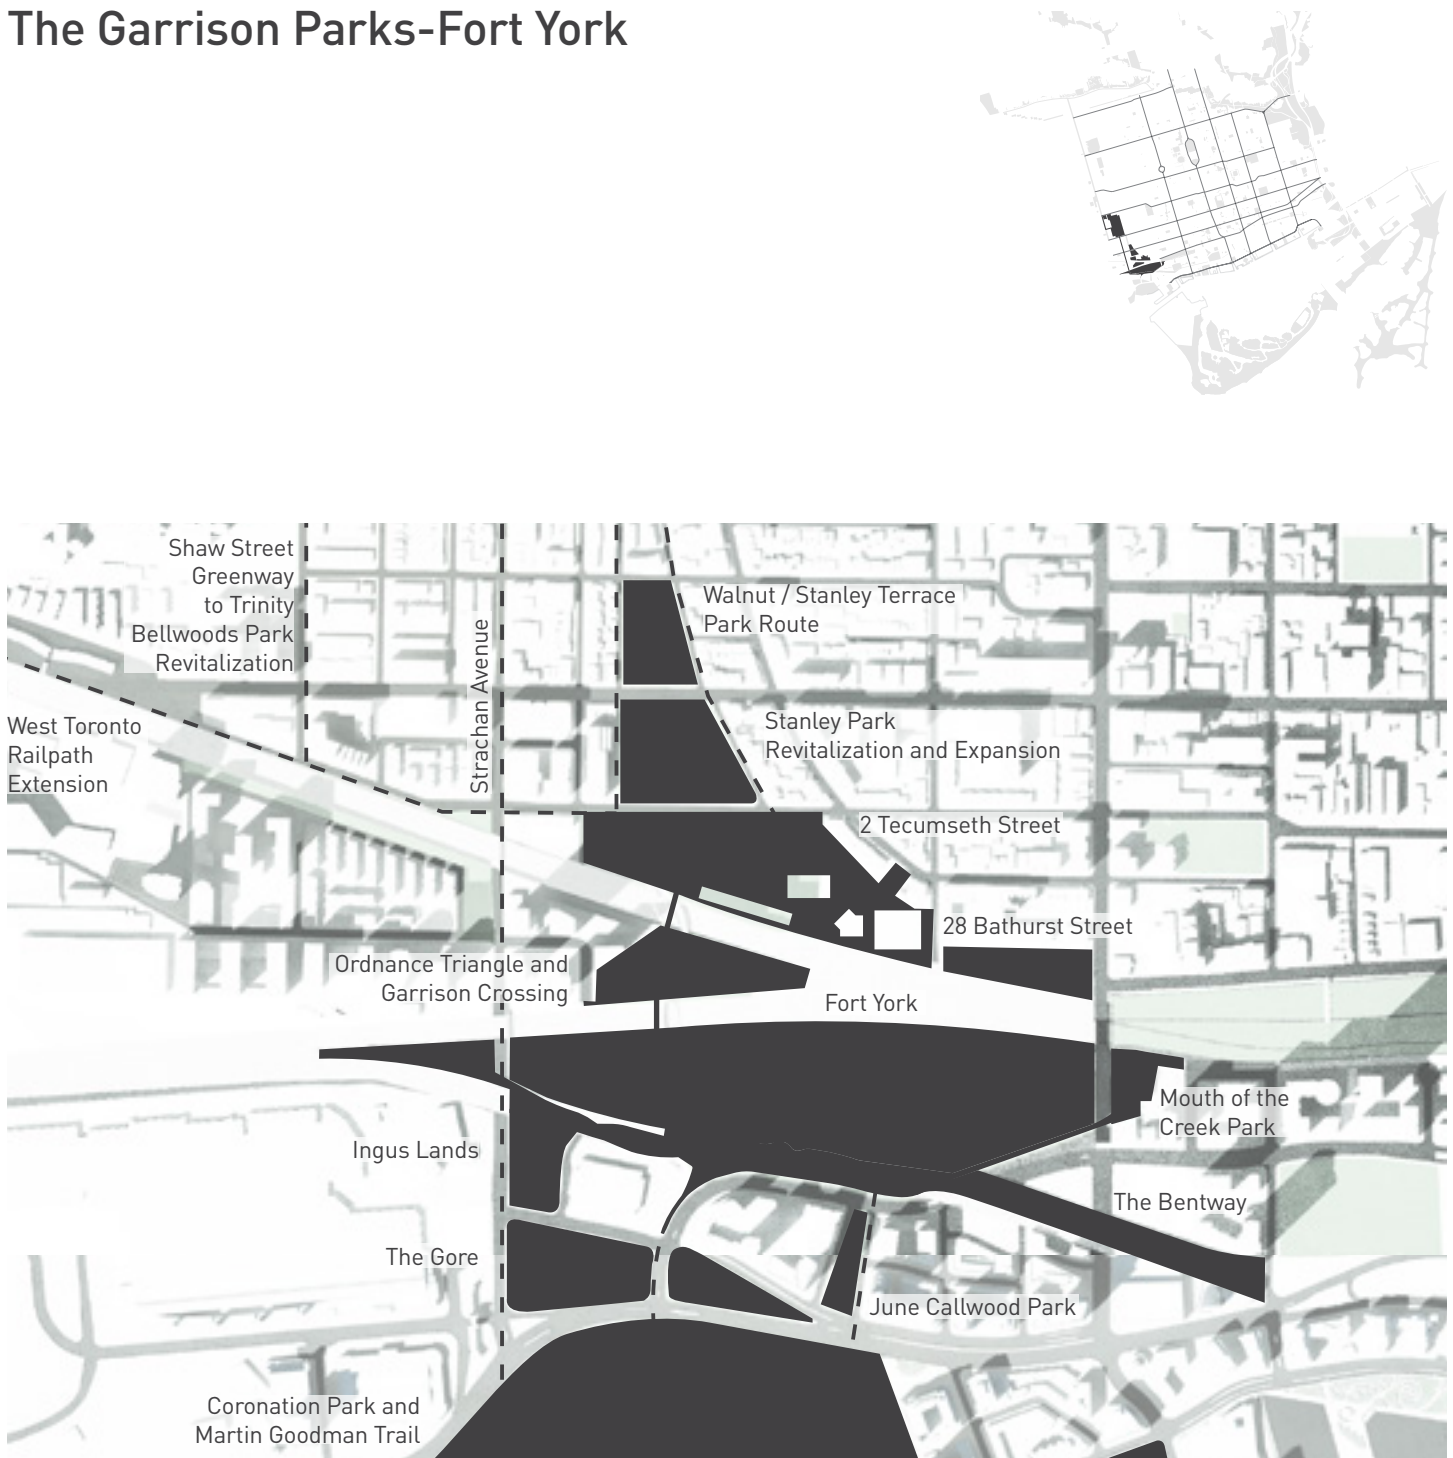 The Garrison Parks-Fort York
Shaw Street
Greenway
to Trinity
Bellwoods Park
Revitalization
Strachan Avenue
Walnut / Stanley Terrace
Park Route
West Toronto
Railpath
Extension
Stanley Park
Revitalization and Expansion
2 Tecumseth Street
28 Bathurst Street
Ordnance Triangle and
Garrison Crossing
Fort York
Mouth of the
Creek Park
Ingus Lands
The Bentway
The Gore
June Callwood Park
Coronation Park and
Martin Goodman Trail